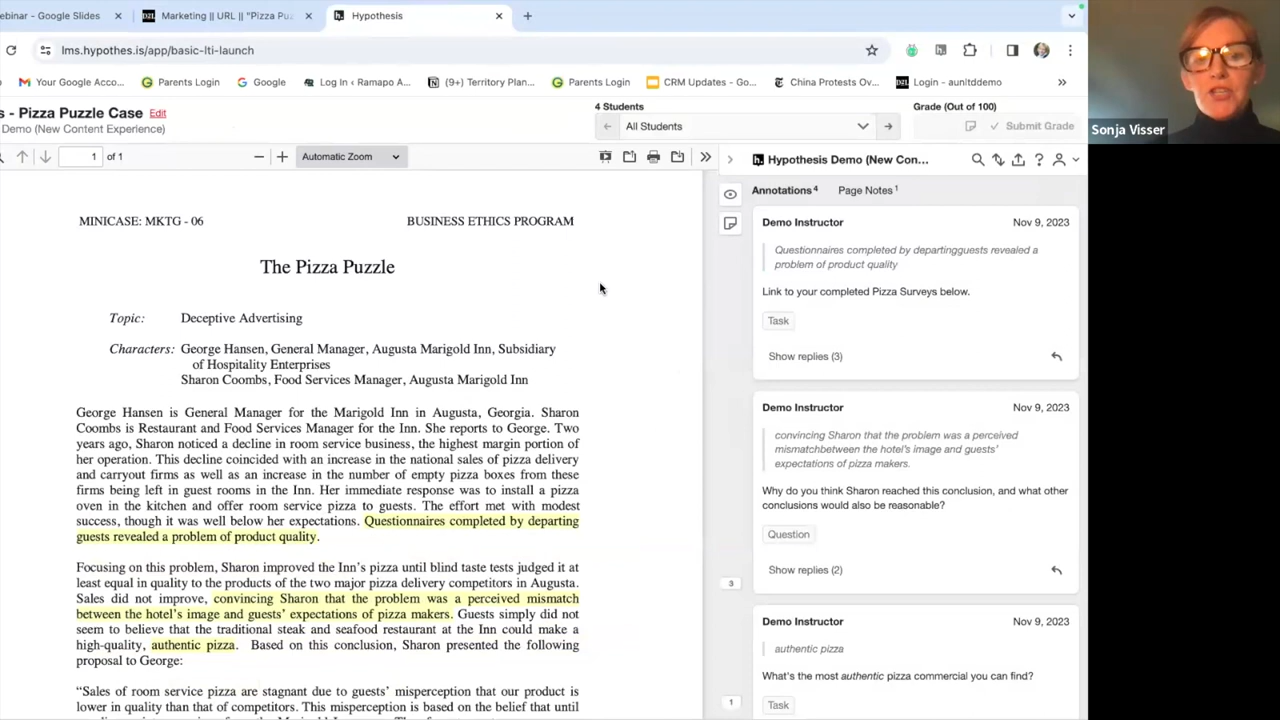 ebinar - Google Slides
Marketing || URL || "Pizza Pu
Hypothesis
lms.hypothes.is/app/basic-lti-launch
Your Google Acco...
Parents Login
Google
Log In ‹ Ramapo A...
(9+) Territory Plan...
Parents Login
CRM Updates - Go...
China Protests Ov...
Login - aunltddemo
s - Pizza Puzzle Case Edit
Demo (New Content Experience)
4 Students
All Students
Grade (Out of 100)
Submit Grade
1 of 1
Automatic Zoom
Hypothesis Demo (New Con...
MINICASE: MKTG - 06
BUSINESS ETHICS PROGRAM
The Pizza Puzzle
Topic: Deceptive Advertising
Characters: George Hansen, General Manager, Augusta Marigold Inn, Subsidiary
of Hospitality Enterprises
Sharon Coombs, Food Services Manager, Augusta Marigold Inn
George Hansen is General Manager for the Marigold Inn in Augusta, Georgia. Sharon
Coombs is Restaurant and Food Services Manager for the Inn. She reports to George. Two
years ago, Sharon noticed a decline in room service business, the highest margin portion of
her operation. This decline coincided with an increase in the national sales of pizza delivery
and carryout firms as well as an increase in the number of empty pizza boxes from these
firms being left in guest rooms in the Inn. Her immediate response was to install a pizza
oven in the kitchen and offer room service pizza to guests. The effort met with modest
success, though it was well below her expectations. Questionnaires completed by departing
guests revealed a problem of product quality.
Focusing on this problem, Sharon improved the Inn's pizza until blind taste tests judged it at
least equal in quality to the products of the two major pizza delivery competitors in Augusta.
Sales did not improve, convincing Sharon that the problem was a perceived mismatch
between the hotel's image and guests' expectations of pizza makers. Guests simply did not
seem to believe that the traditional steak and seafood restaurant at the Inn could make a
high-quality, authentic pizza. Based on this conclusion, Sharon presented the following
proposal to George:
"Sales of room service pizza are stagnant due to guests' misperception that our product is
lower in quality than that of competitors. This misperception is based on the belief that until
Annotations 4
Page Notes 1
Demo Instructor
Nov 9, 2023
Questionnaires completed by departingguests revealed a
problem of product quality
Link to your completed Pizza Surveys below.
Task
Show replies (3)
Demo Instructor
Nov 9, 2023
convincing Sharon that the problem was a perceived
mismatchbetween the hotel's image and guests'
expectations of pizza makers.
Why do you think Sharon reached this conclusion, and what other
conclusions would also be reasonable?
Question
Show replies (2)
3
Demo Instructor
Nov 9, 2023
authentic pizza
What's the most authentic pizza commercial you can find?
1
Task
Sonja Visser